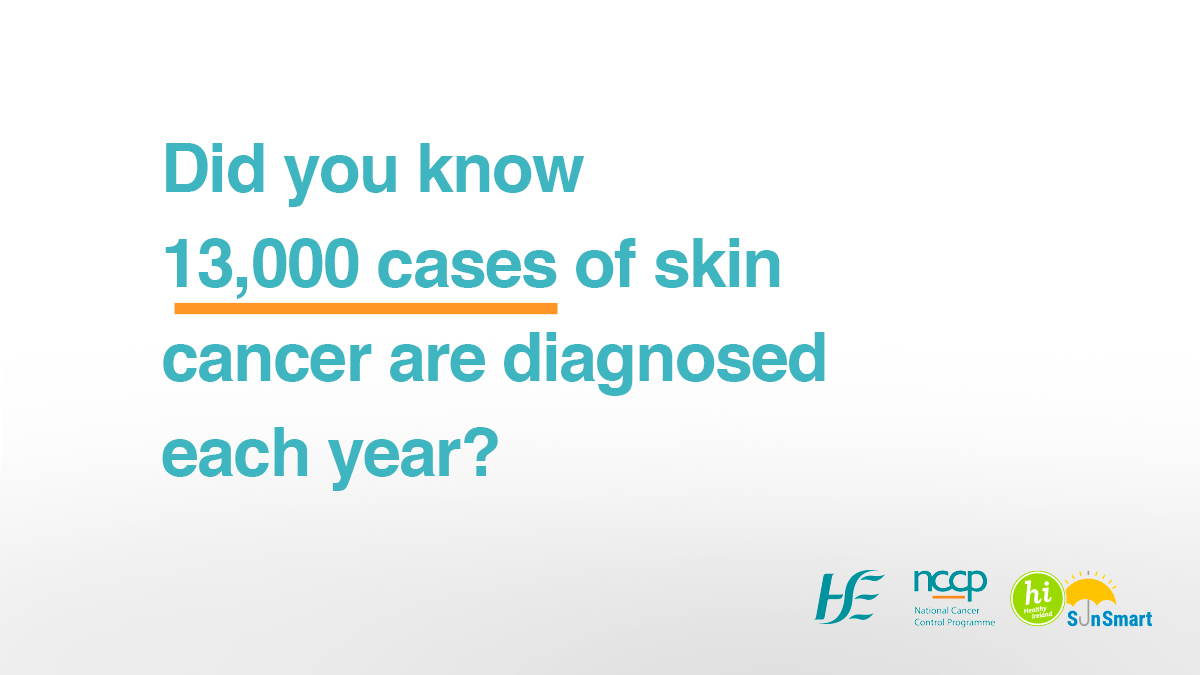 Did you know
13,000 cases of skin
cancer are diagnosed
each year?
HSE
nccp
National Cancer
Control Programme
hi
Healthy
Ireland
SunSmart